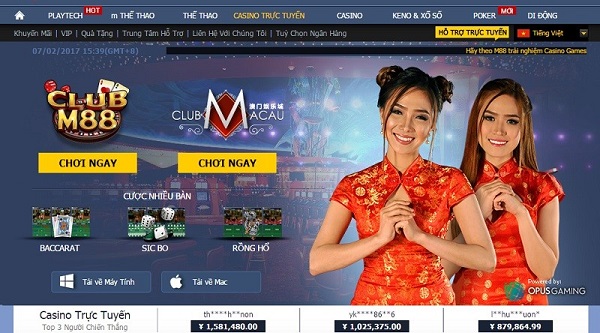 PLAYTECH HOT m THỂ THAO THỂ THAO CASINO TRỰC TUYẾN CASINO KENO & XỔ SỐ POKER MỚI DI ĐỘNG
Khuyến Mãi | VIP | Quà Tặng | Trung Tâm Hỗ Trợ | Liên Hệ Với Chúng Tôi | Tuỳ Chọn Ngân Hàng HỖ TRỢ TRỰC TUYẾN Tiếng Việt
07/02/2017 15:39(GMT+8) Hãy theo M88 trải nghiệm Casino Games
CLUB
M88
澳门娱乐城
CLUB MACAU
CHƠI NGAY CHƠI NGAY
CƯỢC NHIỀU BÀN
BACCARAT SIC BO RỒNG HỔ
Tải về Máy Tính Tải về Mac
Powered by:
OPUSGAMING
Casino Trực Tuyến th****h**non yk****86**6 l**hu***uon**
Top 3 Người Chiến Thắng ¥ 1,581,480.00 ¥ 1,025,375.00 ¥ 879,864.99